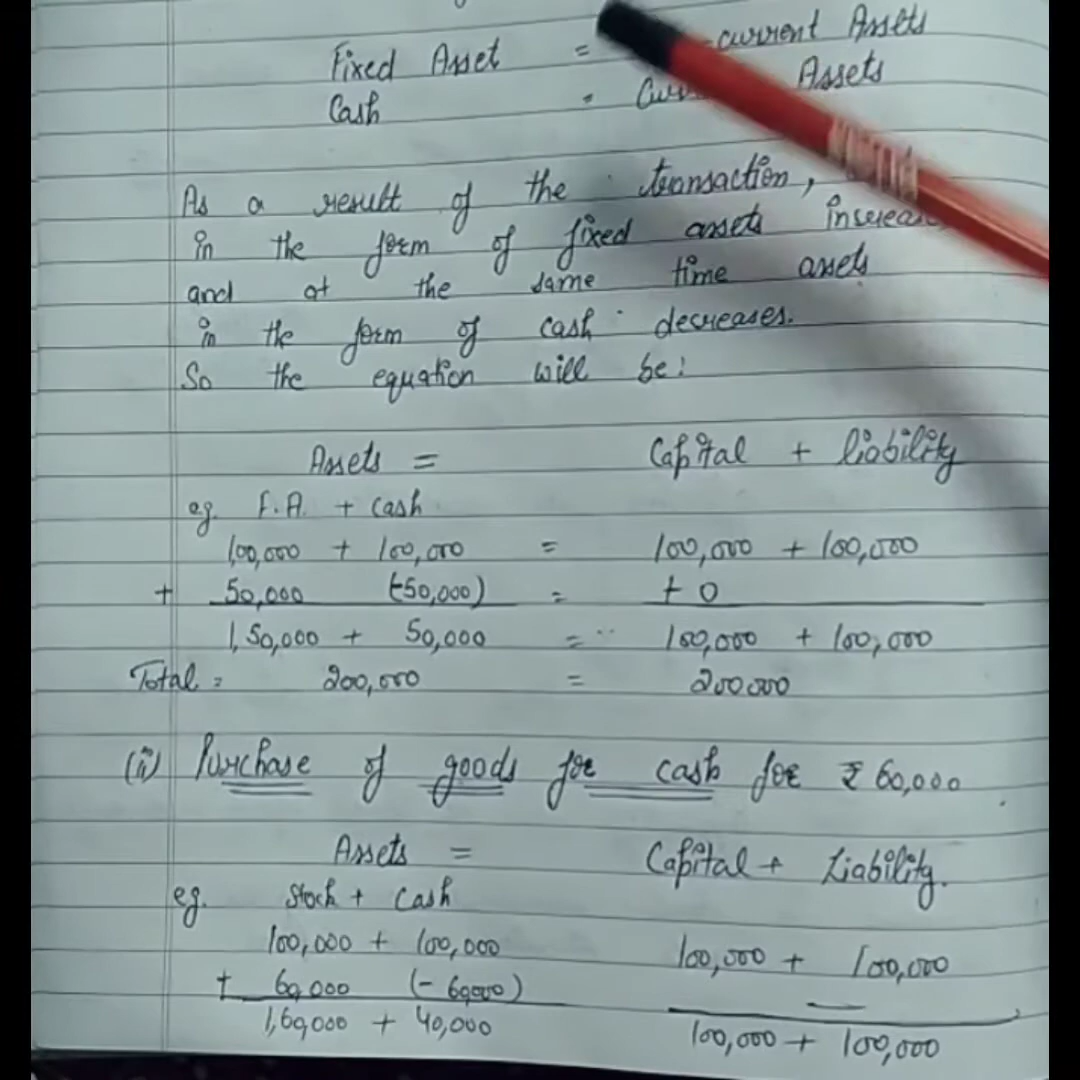 Fixed Asset = -current Assets
Cash = Assets
As a result of the transaction,
in the form of fixed assets
and at the same time assets
in the form of cash decreases.
So the equation will be:
Assets = Capital + liability
eg. F.A. + cash
1,00,000 + 100,000 = 100,000 + 100,000
+ 50,000 (-50,000) = + 0
1,50,000 + 50,000 = 100,000 + 100,000
Total = 200,000 = 200000
(ii) Purchase of goods for cash for ₹ 60,000
Assets = Capital + Liability.
eg. Stock + Cash
100,000 + 100,000 100,000 + 100,000
+ 60,000 (- 60,000) —
1,60,000 + 40,000 100,000 + 100,000